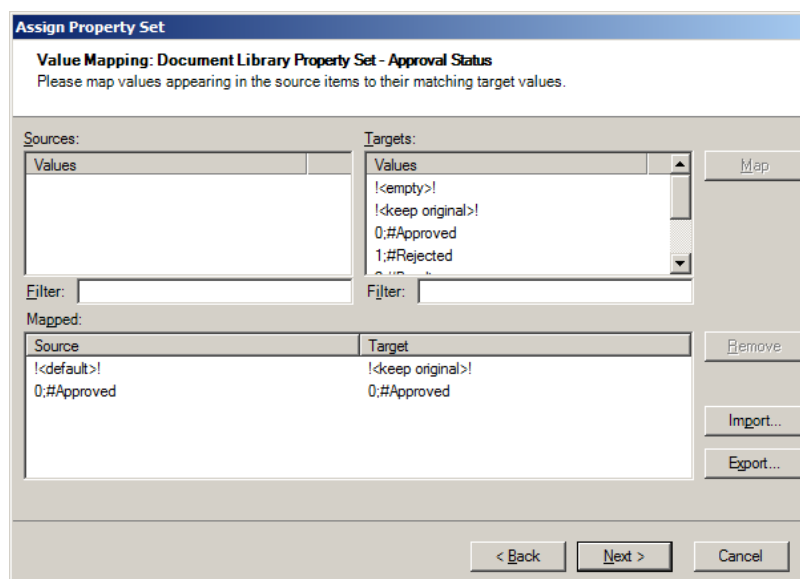 Assign Property Set
Value Mapping: Document Library Property Set - Approval Status
Please map values appearing in the source items to their matching target values.
Sources:
Targets:
Values
Values
Map
!<empty>!
!<keep original>!
0;#Approved
1;#Rejected
Filter:
Filter:
Mapped:
Source Target
Remove
!<default>! !<keep original>!
0;#Approved 0;#Approved
Import...
Export...
< Back Next > Cancel